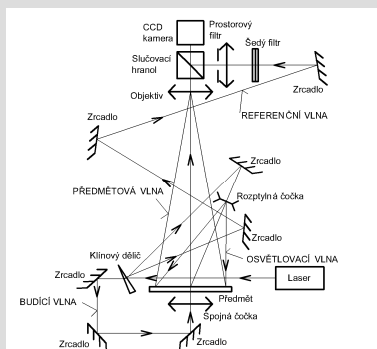 CCD
kamera
Prostorový
filtr
Šedý filtr
Slučovací
hranol
Zrcadlo
Objektiv
REFERENČNÍ VLNA
Zrcadlo
Zrcadlo
PŘEDMĚTOVÁ VLNA
Rozptylná čočka
Klínový dělič
Zrcadlo
OSVĚTLOVACÍ VLNA
Zrcadlo
Laser
Předmět
BUDÍCÍ VLNA
Spojná čočka
Zrcadlo
Zrcadlo